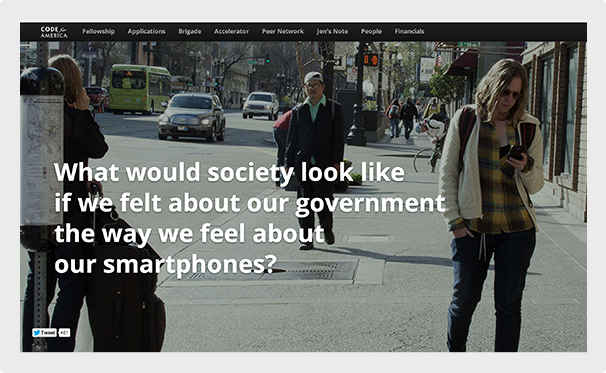 CODE for
AMERICA
Fellowship Applications Brigade Accelerator Peer Network Jen's Note People Financials
What would society look like
if we felt about our government
the way we feel about
our smartphones?
Tweet 461